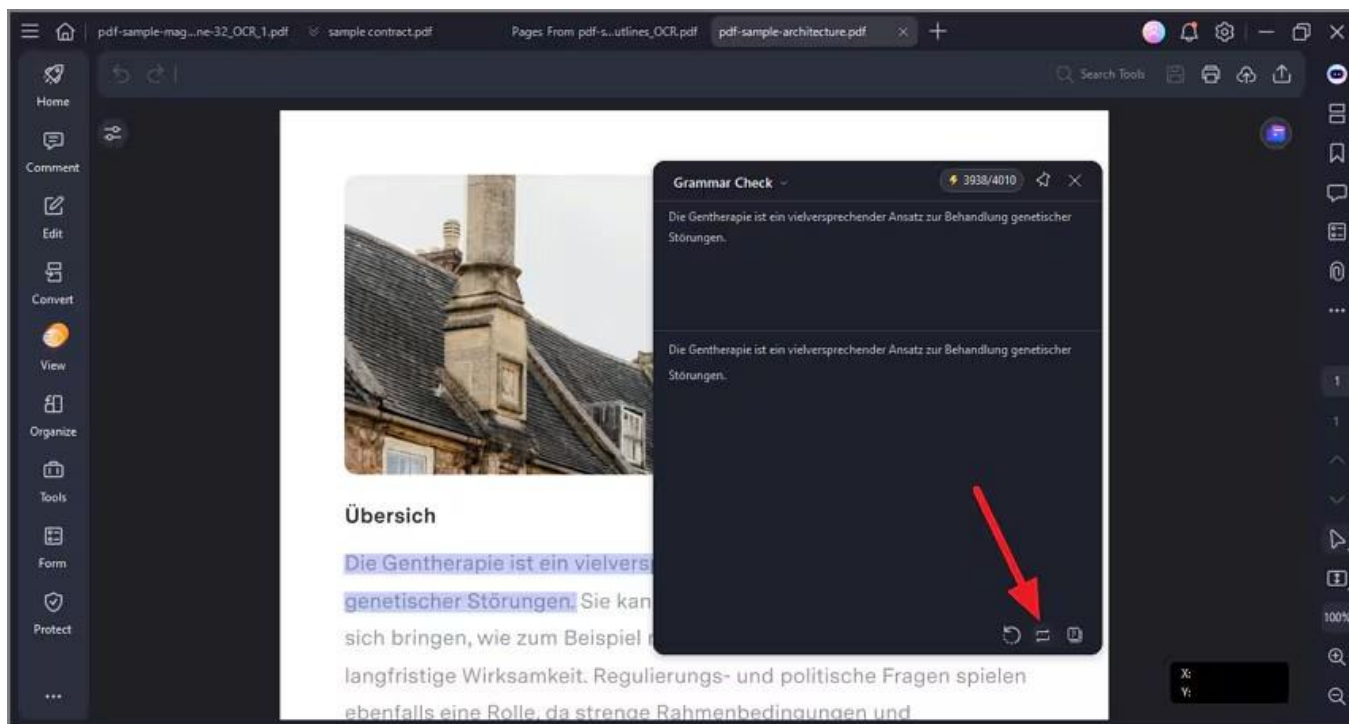 pdf-sample-mag...ne-32_OCR_1.pdf
sample contract.pdf
Pages From pdf-s...utlines_OCR.pdf
pdf-sample-architecture.pdf
Search Tools
Home
Comment
Edit
Convert
View
Organize
Tools
Form
Protect
Grammar Check
3938/4010
Die Gentherapie ist ein vielversprechender Ansatz zur Behandlung genetischer
Störungen.
Die Gentherapie ist ein vielversprechender Ansatz zur Behandlung genetischer
Störungen.
Übersich
Die Gentherapie ist ein vielvers
genetischer Störungen. Sie kan
sich bringen, wie zum Beispiel
langfristige Wirksamkeit. Regulierungs- und politische Fragen spielen
ebenfalls eine Rolle, da strenge Rahmenbedingungen und
1
1
100%
X:
Y: